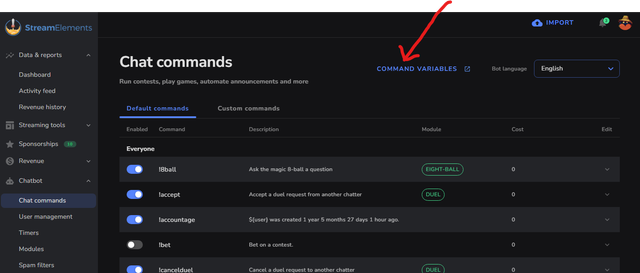 StreamElements
IMPORT
3
Data & reports
Dashboard
Activity feed
Revenue history
Streaming tools
Sponsorships
Revenue
Chatbot
Chat commands
User management
Timers
Modules
Spam filters
Chat commands
Run contests, play games, automate announcements and more
COMMAND VARIABLES
Bot language
English
Default commands
Custom commands
Enabled
Command
Description
Module
Cost
Edit
Everyone
!8ball
Ask the magic 8-ball a question
EIGHT-BALL
0
!accept
Accept a duel request from another chatter
DUEL
0
!accountage
${user} was created 1 year 5 months 27 days 1 hour ago.
0
!bet
Bet on a contest.
0
!cancelduel
Cancel a duel request to another chatter
DUEL
0